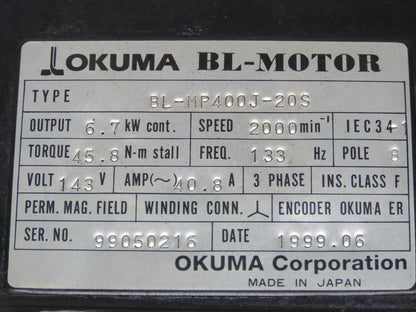 OKUMA BL-MOTOR
TYPE BL-MP400J-20S
OUTPUT 6.7 kW cont. SPEED 2000 min⁻¹ IEC34-1
TORQUE 45.8 N-m stall FREQ. 133 Hz POLE 8
VOLT 143 V AMP(~) 40.8 A 3 PHASE INS. CLASS F
PERM. MAG. FIELD WINDING CONN. ENCODER OKUMA ER
SER. NO. 99050216 DATE 1999.06
OKUMA Corporation
MADE IN JAPAN